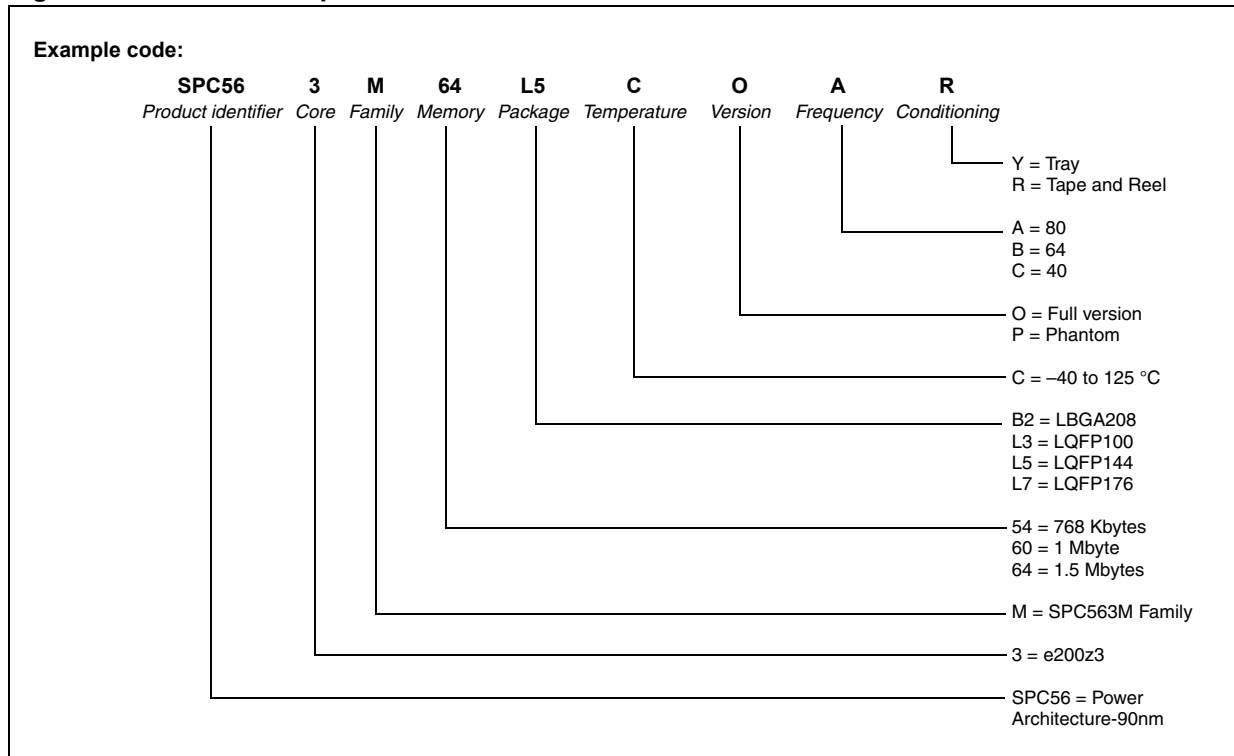 Example code:
SPC56 3 M 64 L5 C O A R
Product identifier Core Family Memory Package Temperature Version Frequency Conditioning
Y = Tray
R = Tape and Reel
A = 80
B = 64
C = 40
O = Full version
P = Phantom
C = –40 to 125 °C
B2 = LBGA208
L3 = LQFP100
L5 = LQFP144
L7 = LQFP176
54 = 768 Kbytes
60 = 1 Mbyte
64 = 1.5 Mbytes
M = SPC563M Family
3 = e200z3
SPC56 = Power
Architecture-90nm